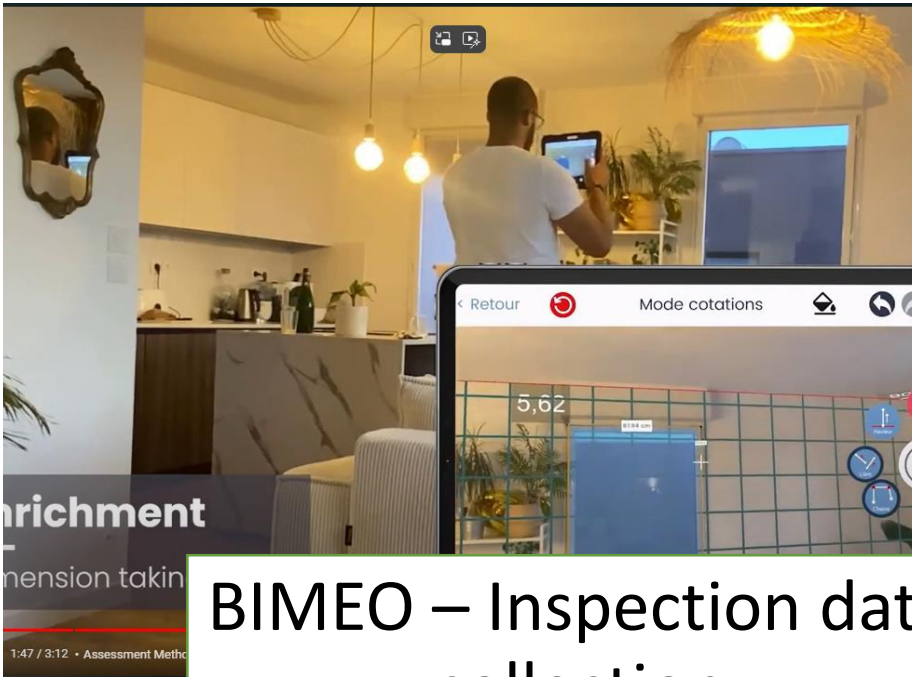 Retour
Mode cotations
5,62
nrichment
mension takin
1:47 / 3:12 • Assessment Metho
BIMEO – Inspection dat
collection